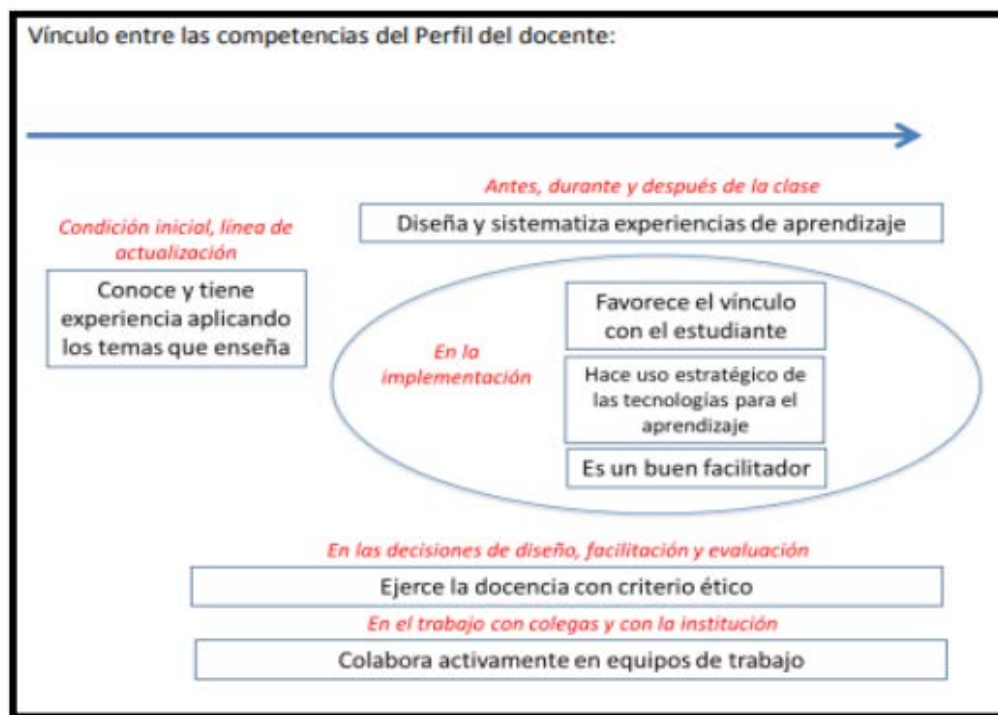 Vínculo entre las competencias del Perfil del docente:
Condición inicial, línea de
actualización
Conoce y tiene
experiencia aplicando
los temas que enseña
Antes, durante y después de la clase
Diseña y sistematiza experiencias de aprendizaje
En la
implementación
Favorece el vínculo
con el estudiante
Hace uso estratégico de
las tecnologías para el
aprendizaje
Es un buen facilitador
En las decisiones de diseño, facilitación y evaluación
Ejerce la docencia con criterio ético
En el trabajo con colegas y con la institución
Colabora activamente en equipos de trabajo